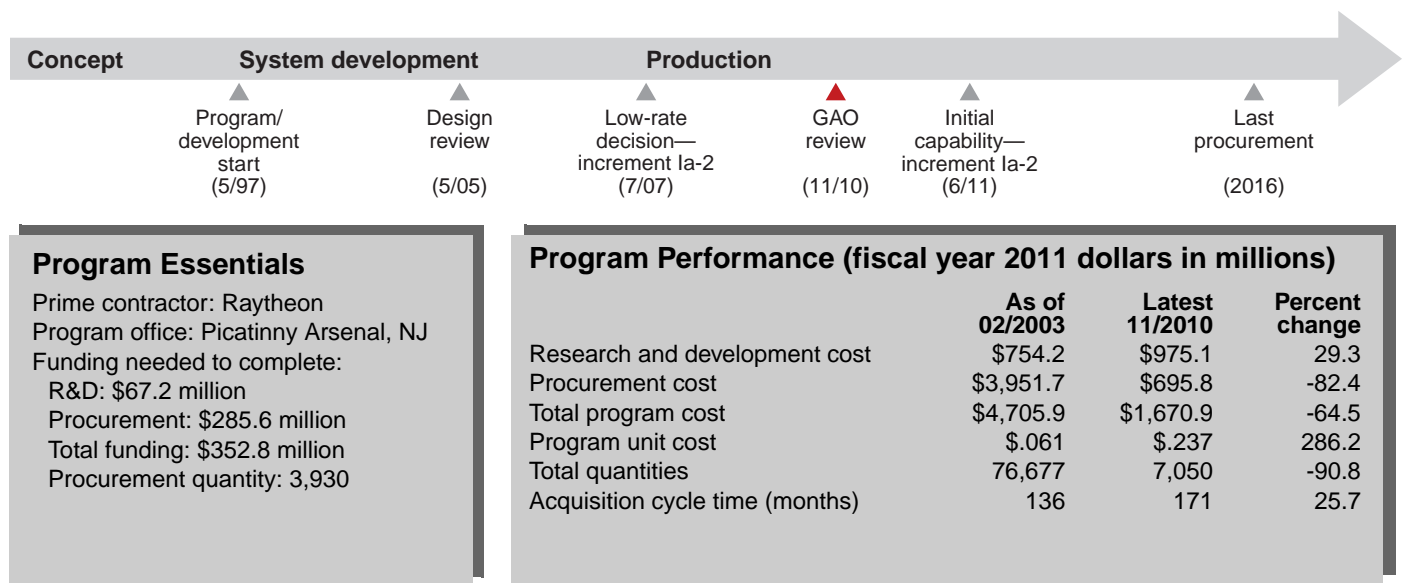 Concept System development Production
Program/
development
start
(5/97)
Design
review
(5/05)
Low-rate
decision—
increment Ia-2
(7/07)
GAO
review
(11/10)
Initial
capability—
increment Ia-2
(6/11)
Last
procurement
(2016)
Program Essentials
Prime contractor: Raytheon
Program office: Picatinny Arsenal, NJ
Funding needed to complete:
R&D: $67.2 million
Procurement: $285.6 million
Total funding: $352.8 million
Procurement quantity: 3,930
Program Performance (fiscal year 2011 dollars in millions)
As of Latest Percent
02/2003 11/2010 change
Research and development cost $754.2 $975.1 29.3
Procurement cost $3,951.7 $695.8 -82.4
Total program cost $4,705.9 $1,670.9 -64.5
Program unit cost $.061 $.237 286.2
Total quantities 76,677 7,050 -90.8
Acquisition cycle time (months) 136 171 25.7